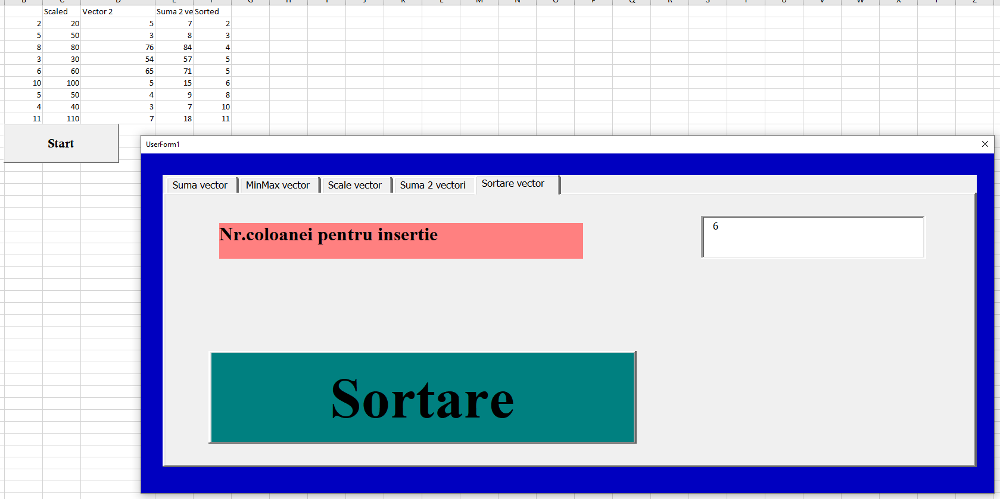 B C D E F G H I J K L M N O P Q R S T U V W X Y Z
Scaled Vector 2 Suma 2 ve Sorted
2 20 5 7 2
5 50 3 8 3
8 80 76 84 4
3 30 54 57 5
6 60 65 71 5
10 100 5 15 6
5 50 4 9 8
4 40 3 7 10
11 110 7 18 11
Start
UserForm1
Suma vector MinMax vector Scale vector Suma 2 vectori Sortare vector
Nr.coloanei pentru insertie 6
Sortare